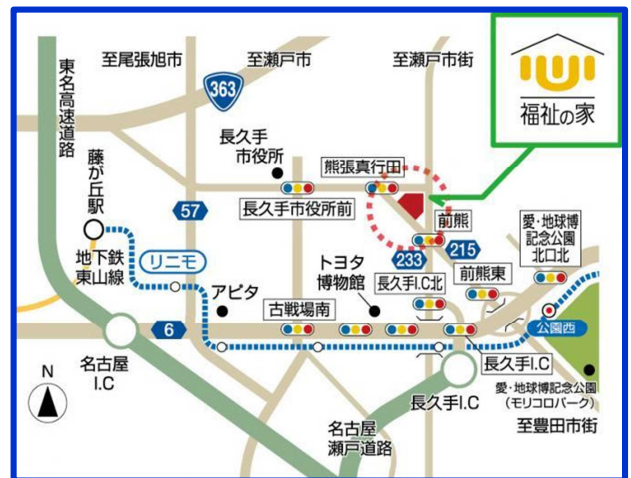 至尾張旭市
至瀬戸市
至瀬戸市街
福祉の家
東名高速道路
363
長久手
市役所
熊張真行田
藤が丘駅
57
長久手市役所前
前熊
愛・地球博
記念公園
北口北
地下鉄
東山線
リニモ
233
215
トヨタ
博物館
長久手I.C北
前熊東
アピタ
古戦場南
6
公園西
名古屋
I.C
長久手I.C
N
長久手I.C
愛・地球博記念公園
(モリコロパーク)
名古屋
瀬戸道路
至豊田市街